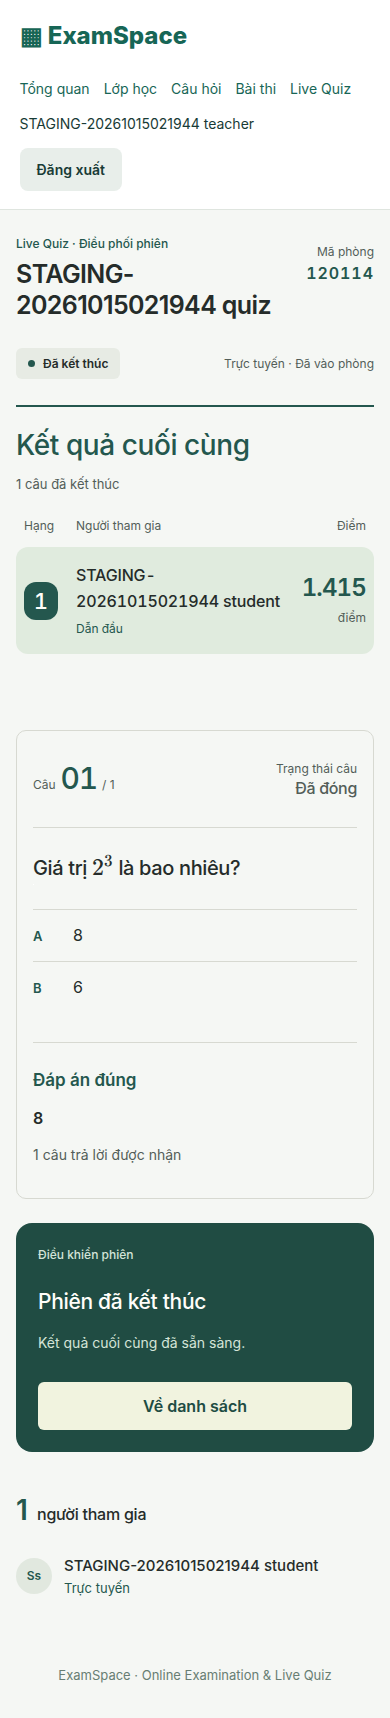 ExamSpace
Tổng quan Lớp học Câu hỏi Bài thi Live Quiz
STAGING-20261015021944 teacher
Đăng xuất
Live Quiz · Điều phối phiên
STAGING-
20261015021944 quiz
Mã phòng
120114
Đã kết thúc
Trực tuyến · Đã vào phòng
Kết quả cuối cùng
1 câu đã kết thúc
Hạng Người tham gia Điểm
1
STAGING-
20261015021944 student
Dẫn đầu
1.415
điểm
Câu 01 / 1
Trạng thái câu
Đã đóng
Giá trị 2³ là bao nhiêu?
A 8
B 6
Đáp án đúng
8
1 câu trả lời được nhận
Điều khiển phiên
Phiên đã kết thúc
Kết quả cuối cùng đã sẵn sàng.
Về danh sách
1 người tham gia
Ss
STAGING-20261015021944 student
Trực tuyến
ExamSpace · Online Examination & Live Quiz